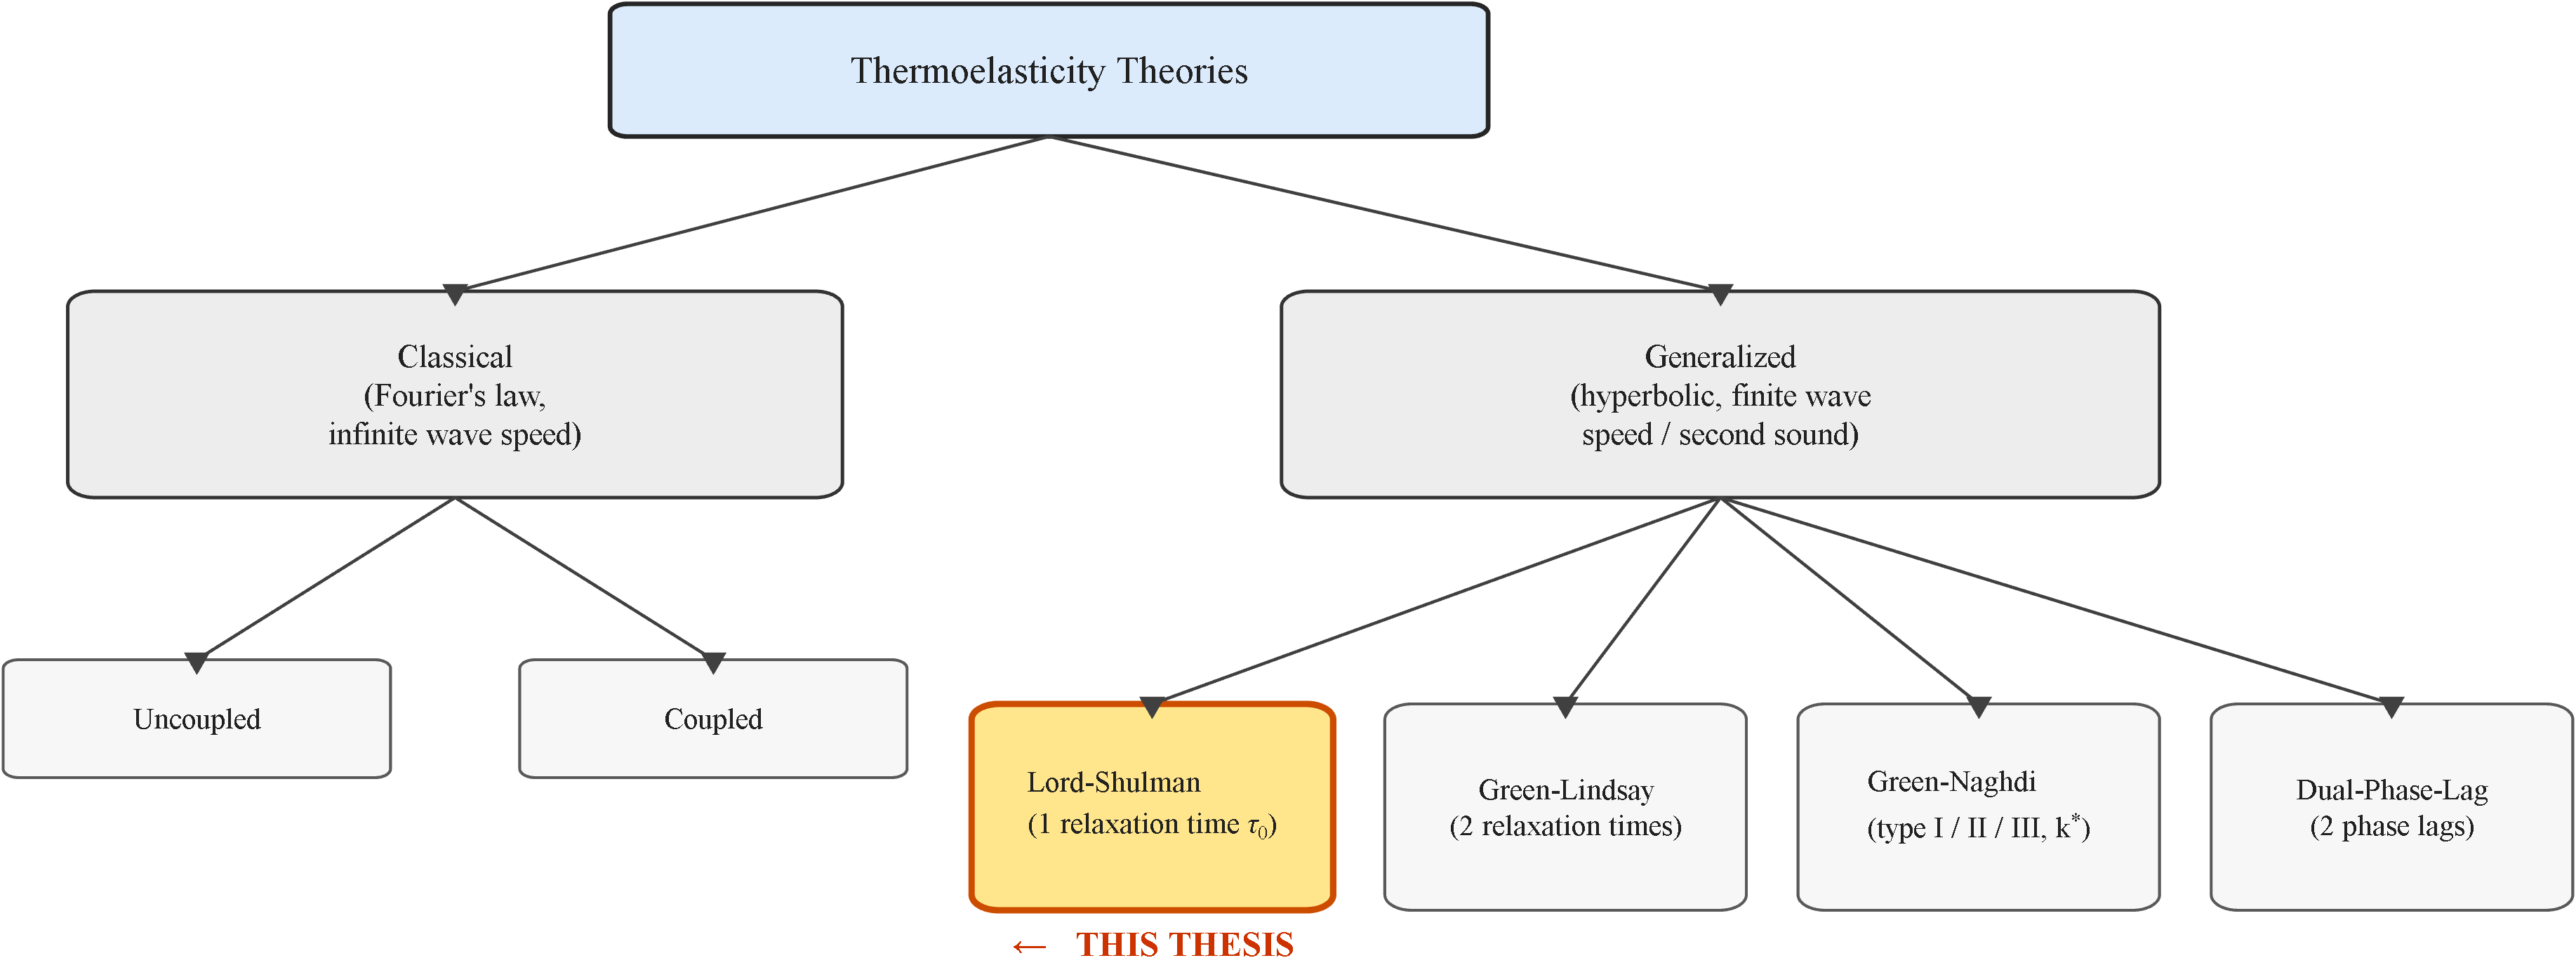 Thermoelasticity Theories
Classical
(Fourier's law,
infinite wave speed)
Generalized
(hyperbolic, finite wave
speed / second sound)
Uncoupled
Coupled
Lord-Shulman
(1 relaxation time τ₀)
Green-Lindsay
(2 relaxation times)
Green-Naghdi
(type I / II / III, k*)
Dual-Phase-Lag
(2 phase lags)
← THIS THESIS